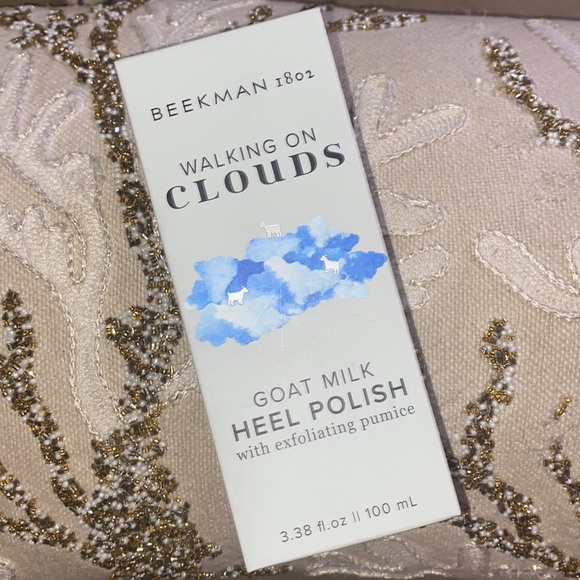 BEEKMAN 1802
WALKING ON
CLOUDS
GOAT MILK
HEEL POLISH
with exfoliating pumice
3.38 fl.oz || 100 mL